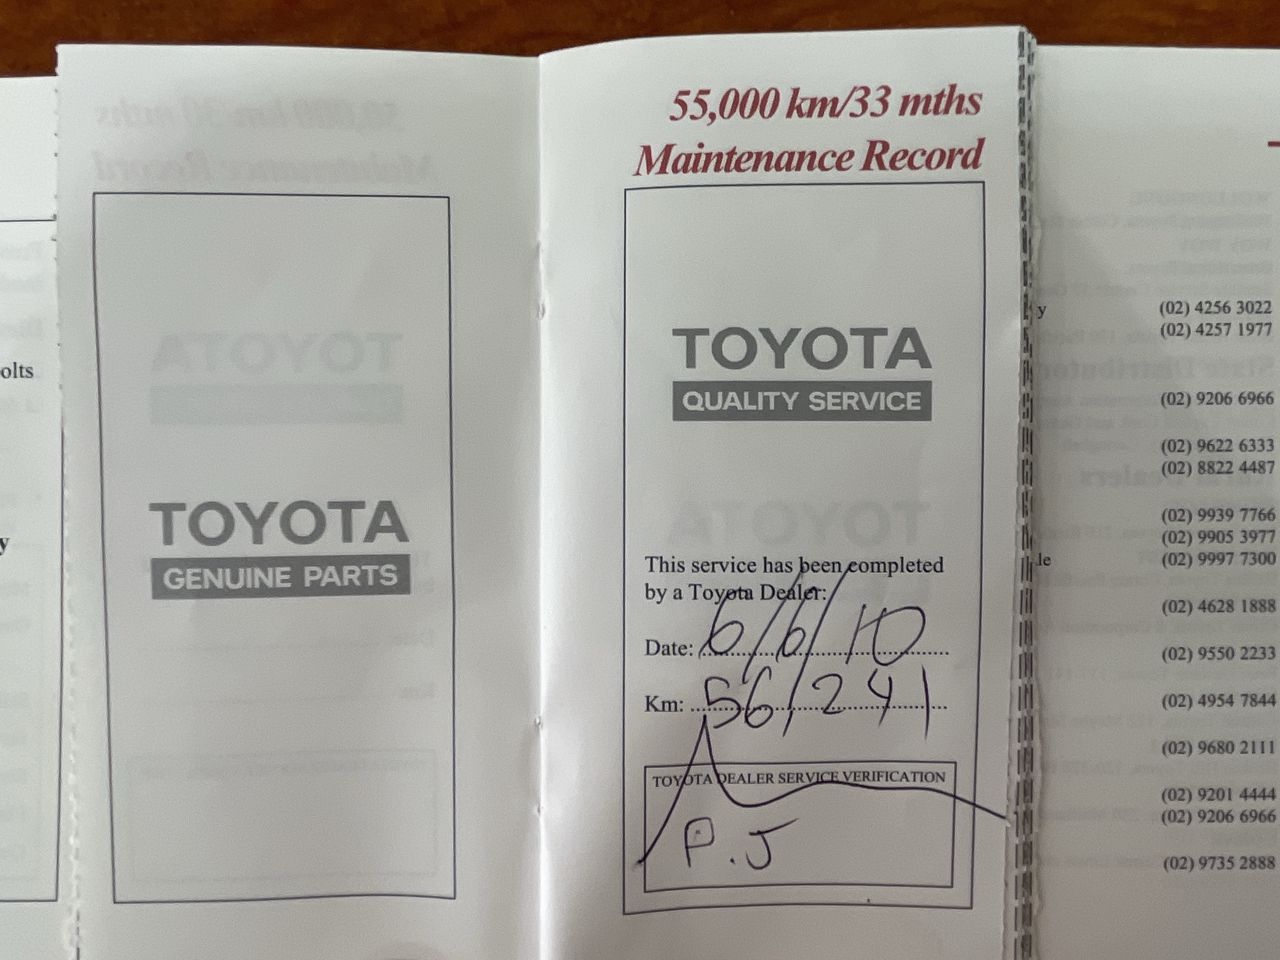 olts
y
TOYOTA
GENUINE PARTS
55,000 km/33 mths
Maintenance Record
TOYOTA
QUALITY SERVICE
This service has been completed
by a Toyota Dealer:
Date: 6/6/10
Km: 56,241
TOYOTA DEALER SERVICE VERIFICATION
P.J
y (02) 4256 3022
(02) 4257 1977
(02) 9206 6966
(02) 9622 6333
(02) 8822 4487
(02) 9939 7766
(02) 9905 3977
le (02) 9997 7300
(02) 4628 1888
(02) 9550 2233
(02) 4954 7844
(02) 9680 2111
(02) 9201 4444
(02) 9206 6966
(02) 9735 2888